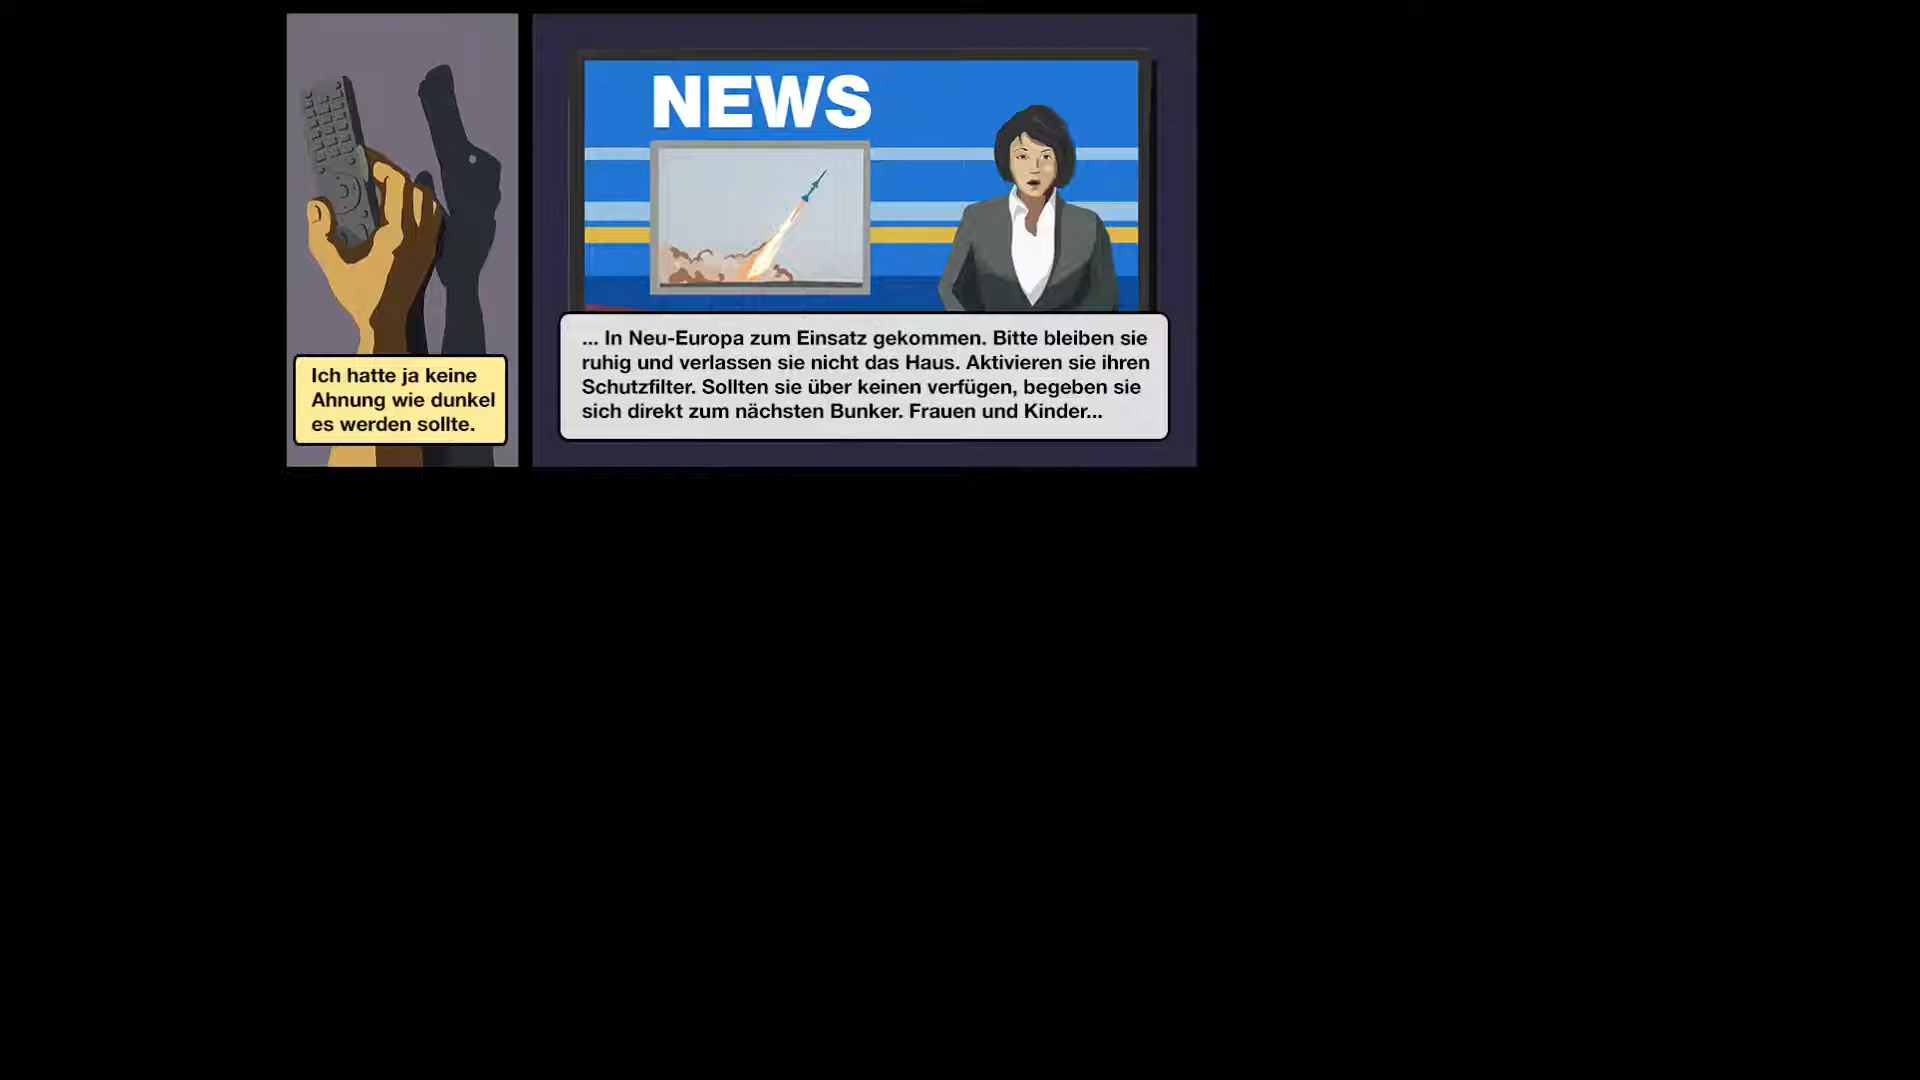 Ich hatte ja keine
Ahnung wie dunkel
es werden sollte.
NEWS
... In Neu-Europa zum Einsatz gekommen. Bitte bleiben sie
ruhig und verlassen sie nicht das Haus. Aktivieren sie ihren
Schutzfilter. Sollten sie über keinen verfügen, begeben sie
sich direkt zum nächsten Bunker. Frauen und Kinder...